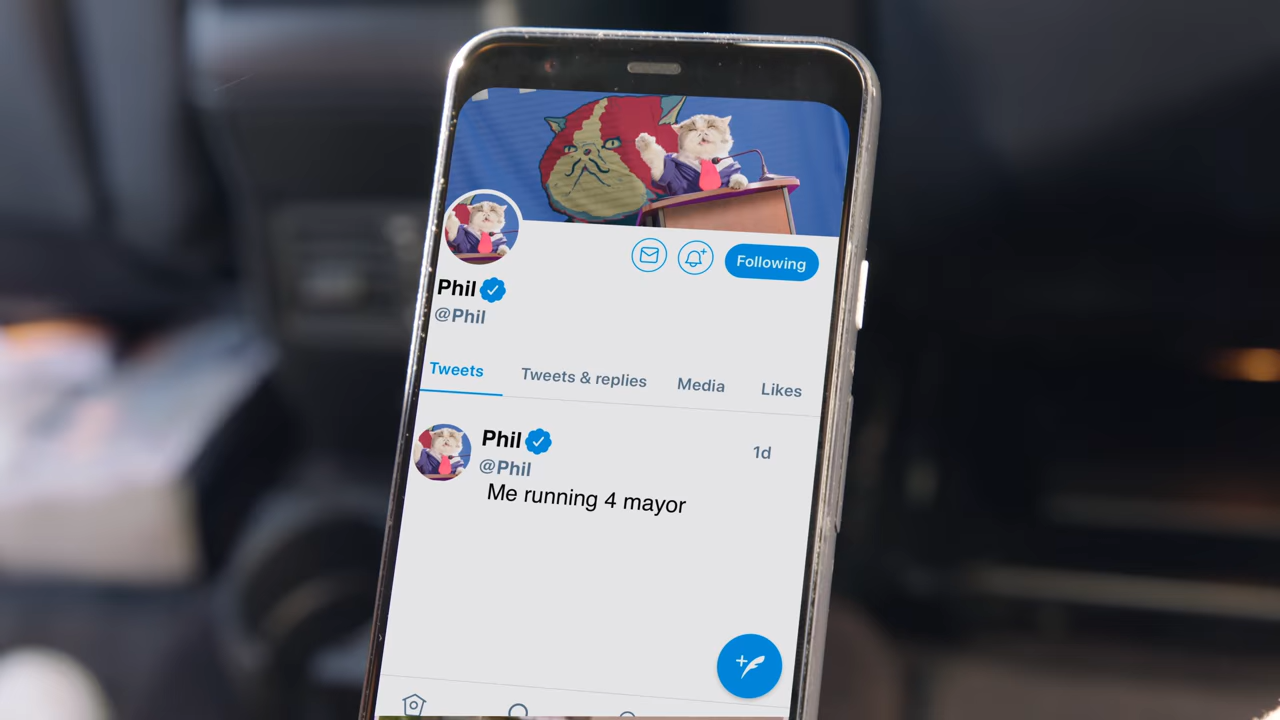 Following
Phil
@Phil
Tweets Tweets & replies Media Likes
Phil 1d
@Phil
Me running 4 mayor